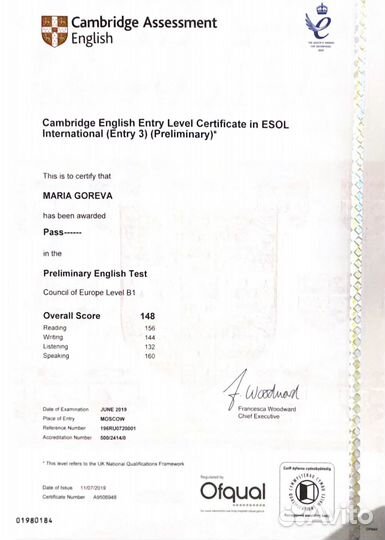 Cambridge Assessment
English
Cambridge English Entry Level Certificate in ESOL
International (Entry 3) (Preliminary)*
This is to certify that
MARIA GOREVA
has been awarded
Pass------
in the
Preliminary English Test
Council of Europe Level B1
Overall Score 148
Reading 156
Writing 144
Listening 132
Speaking 160
F. Woodward
Francesca Woodward
Chief Executive
Date of Examination JUNE 2019
Place of Entry MOSCOW
Reference Number 196RU0720001
Accreditation Number 500/2414/0
* This level refers to the UK National Qualifications Framework
Date of Issue 11/07/2019
Certificate Number A9506948
Regulated by
Ofqual
01980184
Avito